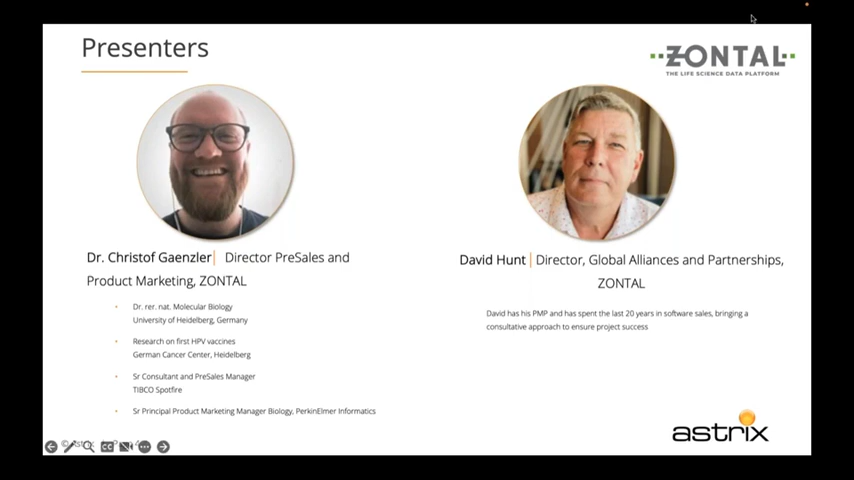 Presenters
ZONTAL
THE LIFE SCIENCE DATA PLATFORM
Dr. Christof Gaenzler| Director PreSales and
Product Marketing, ZONTAL
• Dr. rer. nat. Molecular Biology
University of Heidelberg, Germany
• Research on first HPV vaccines
German Cancer Center, Heidelberg
• Sr Consultant and PreSales Manager
TIBCO Spotfire
• Sr Principal Product Marketing Manager Biology, PerkinElmer Informatics
David Hunt | Director, Global Alliances and Partnerships,
ZONTAL
David has his PMP and has spent the last 20 years in software sales, bringing a
consultative approach to ensure project success
CC
astrix